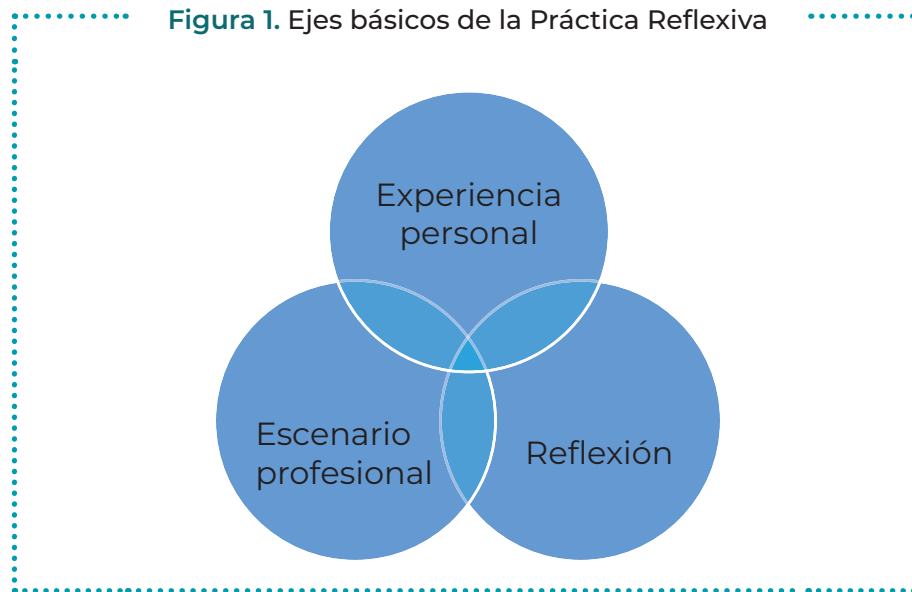 Figura 1. Ejes básicos de la Práctica Reflexiva
Experiencia
personal
Escenario
profesional
Reflexión